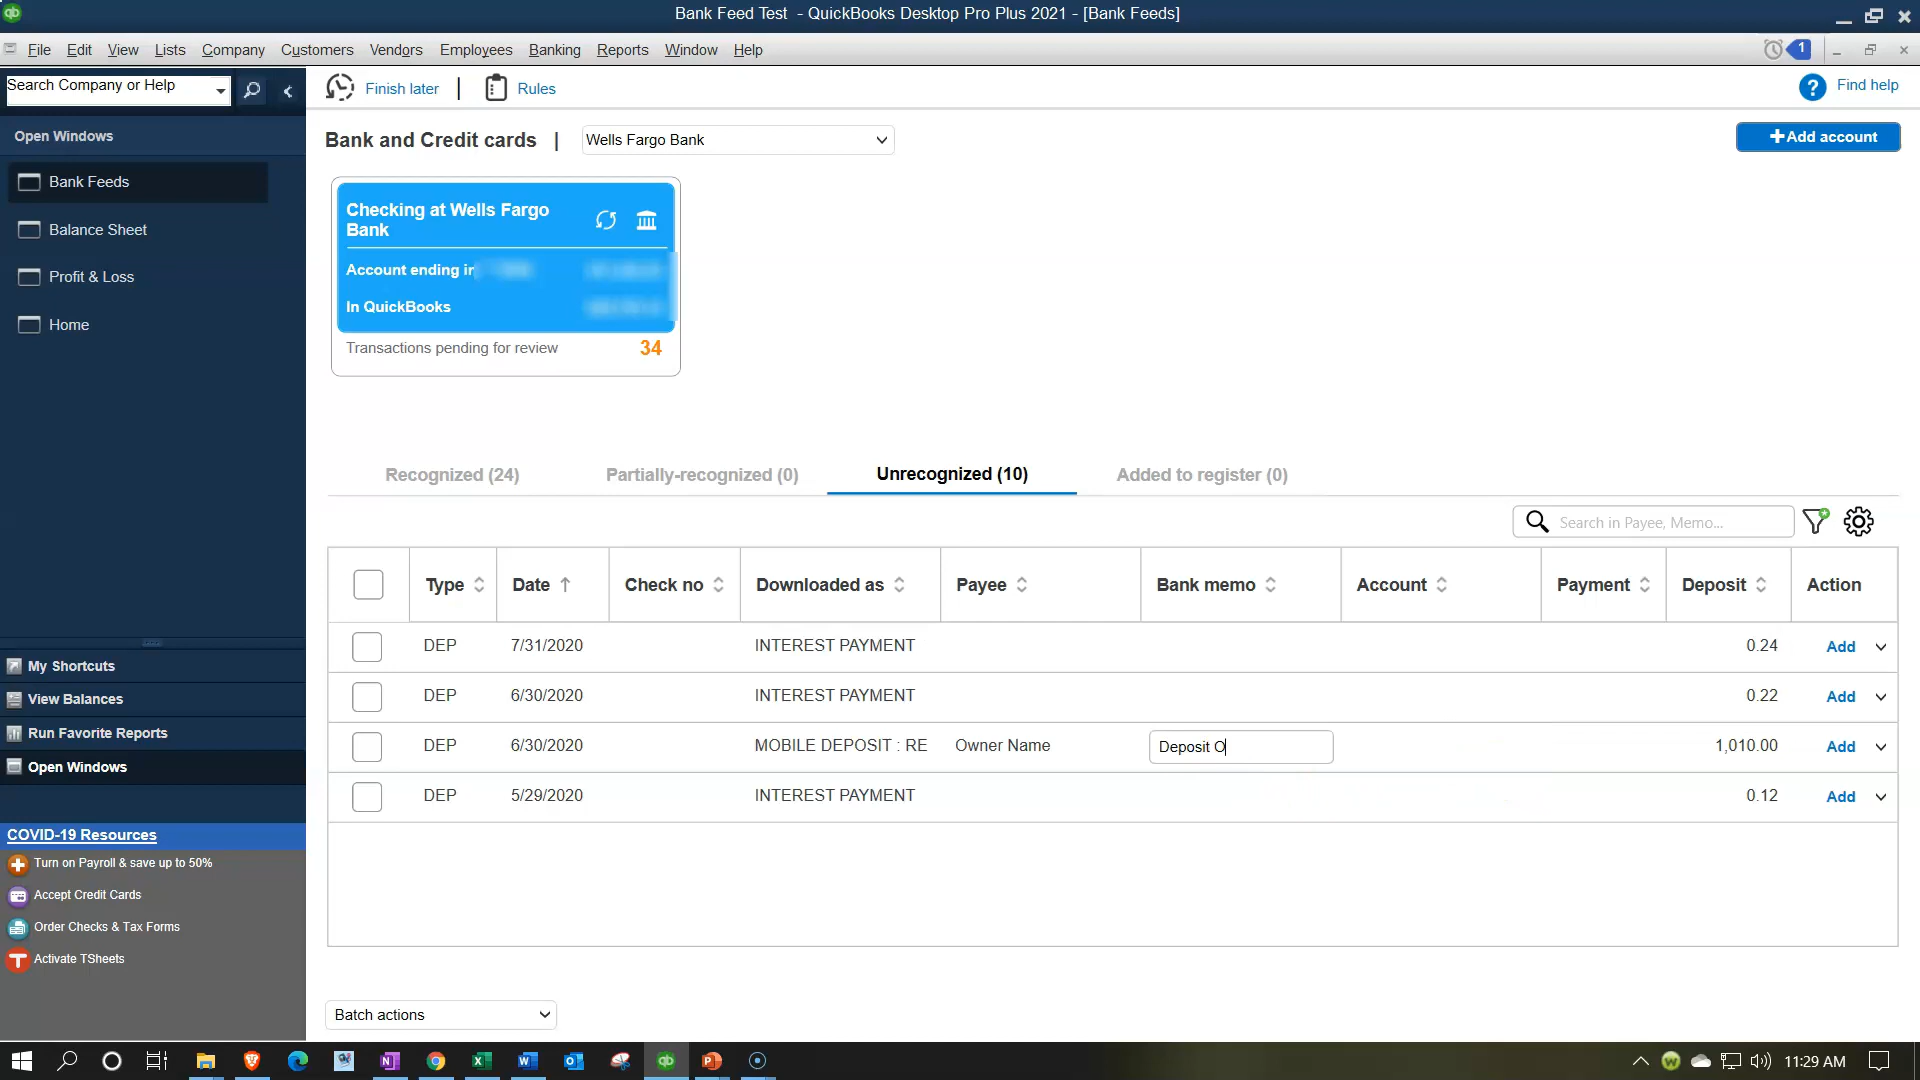 Bank Feed Test - QuickBooks Desktop Pro Plus 2021 - [Bank Feeds]
File Edit View Lists Company Customers Vendors Employees Banking Reports Window Help
1
Search Company or Help
Finish later | Rules
Find help
Open Windows
Bank Feeds
Balance Sheet
Profit & Loss
Home
My Shortcuts
View Balances
Run Favorite Reports
Open Windows
COVID-19 Resources
Turn on Payroll & save up to 50%
Accept Credit Cards
Order Checks & Tax Forms
Activate TSheets
Bank and Credit cards | Wells Fargo Bank
Add account
Checking at Wells Fargo
Bank
Account ending in
In QuickBooks
Transactions pending for review 34
Recognized (24) Partially-recognized (0) Unrecognized (10) Added to register (0)
Search in Payee, Memo...
Type Date Check no Downloaded as Payee Bank memo Account Payment Deposit Action
DEP 7/31/2020 INTEREST PAYMENT 0.24 Add
DEP 6/30/2020 INTEREST PAYMENT 0.22 Add
DEP 6/30/2020 MOBILE DEPOSIT : RE Owner Name Deposit O 1,010.00 Add
DEP 5/29/2020 INTEREST PAYMENT 0.12 Add
Batch actions
11:29 AM